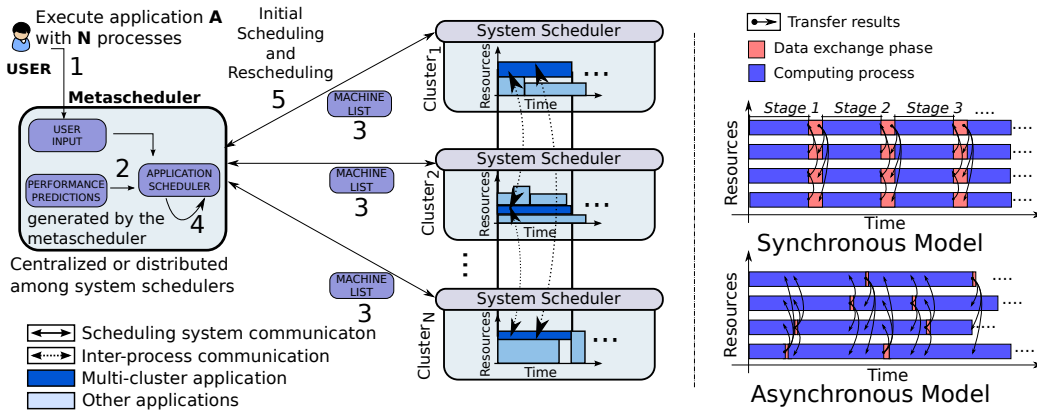 Execute application A
with N processes
USER
1
Metascheduler
USER
INPUT
2
PERFORMANCE
PREDICTIONS
APPLICATION
SCHEDULER
4
generated by the
metascheduler
Centralized or distributed
among system schedulers
Initial
Scheduling
and
Rescheduling
5
MACHINE
LIST
3
MACHINE
LIST
3
MACHINE
LIST
3
System Scheduler
Cluster1
Resources
Time
...
System Scheduler
Cluster2
Resources
Time
...
...
System Scheduler
ClusterN
Resources
Time
...
Scheduling system communicaton
Inter-process communication
Multi-cluster application
Other applications
Transfer results
Data exchange phase
Computing process
Stage 1
Stage 2
Stage 3
....
Resources
....
....
....
....
Time
Synchronous Model
Resources
....
....
....
....
Time
Asynchronous Model